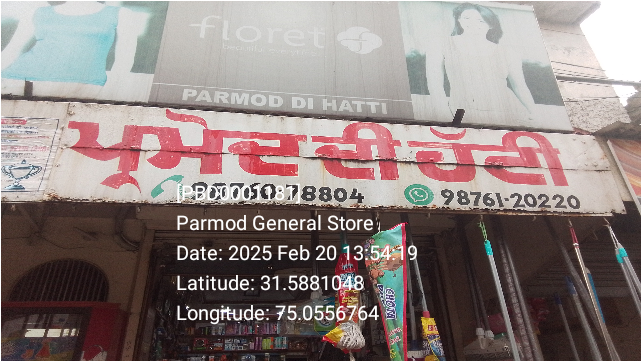 floret
PARMOD DI HATTI
ਪ੍ਰਮੋਦ ਦੀ ਹੱਟੀ
78804
98761-20220
Parmod General Store
Date: 2025 Feb 20 13:54:19
Latitude: 31.5881048
Longitude: 75.0556764